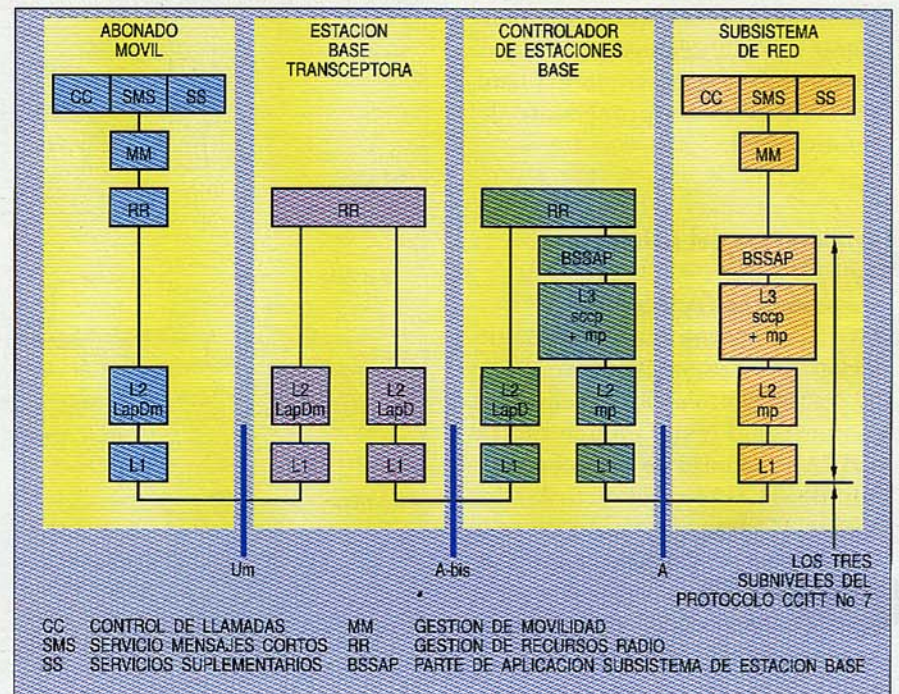 ABONADO
MOVIL
ESTACION
BASE
TRANSCEPTORA
CONTROLADOR
DE ESTACIONES
BASE
SUBSISTEMA
DE RED
CC SMS SS
CC SMS SS
MM
MM
RR
RR
RR
BSSAP
BSSAP
L3
sccp
+ mp
L3
sccp
+ mp
L2
LapDm
L2
LapDm
L2
LapD
L2
LapD
L2
mp
L2
mp
L1
L1
L1
L1
L1
L1
Um
A-bis
A
LOS TRES
SUBNIVELES DEL
PROTOCOLO CCITT No 7
CC CONTROL DE LLAMADAS
SMS SERVICIO MENSAJES CORTOS
SS SERVICIOS SUPLEMENTARIOS
MM GESTION DE MOVILIDAD
RR GESTION DE RECURSOS RADIO
BSSAP PARTE DE APLICACION SUBSISTEMA DE ESTACION BASE